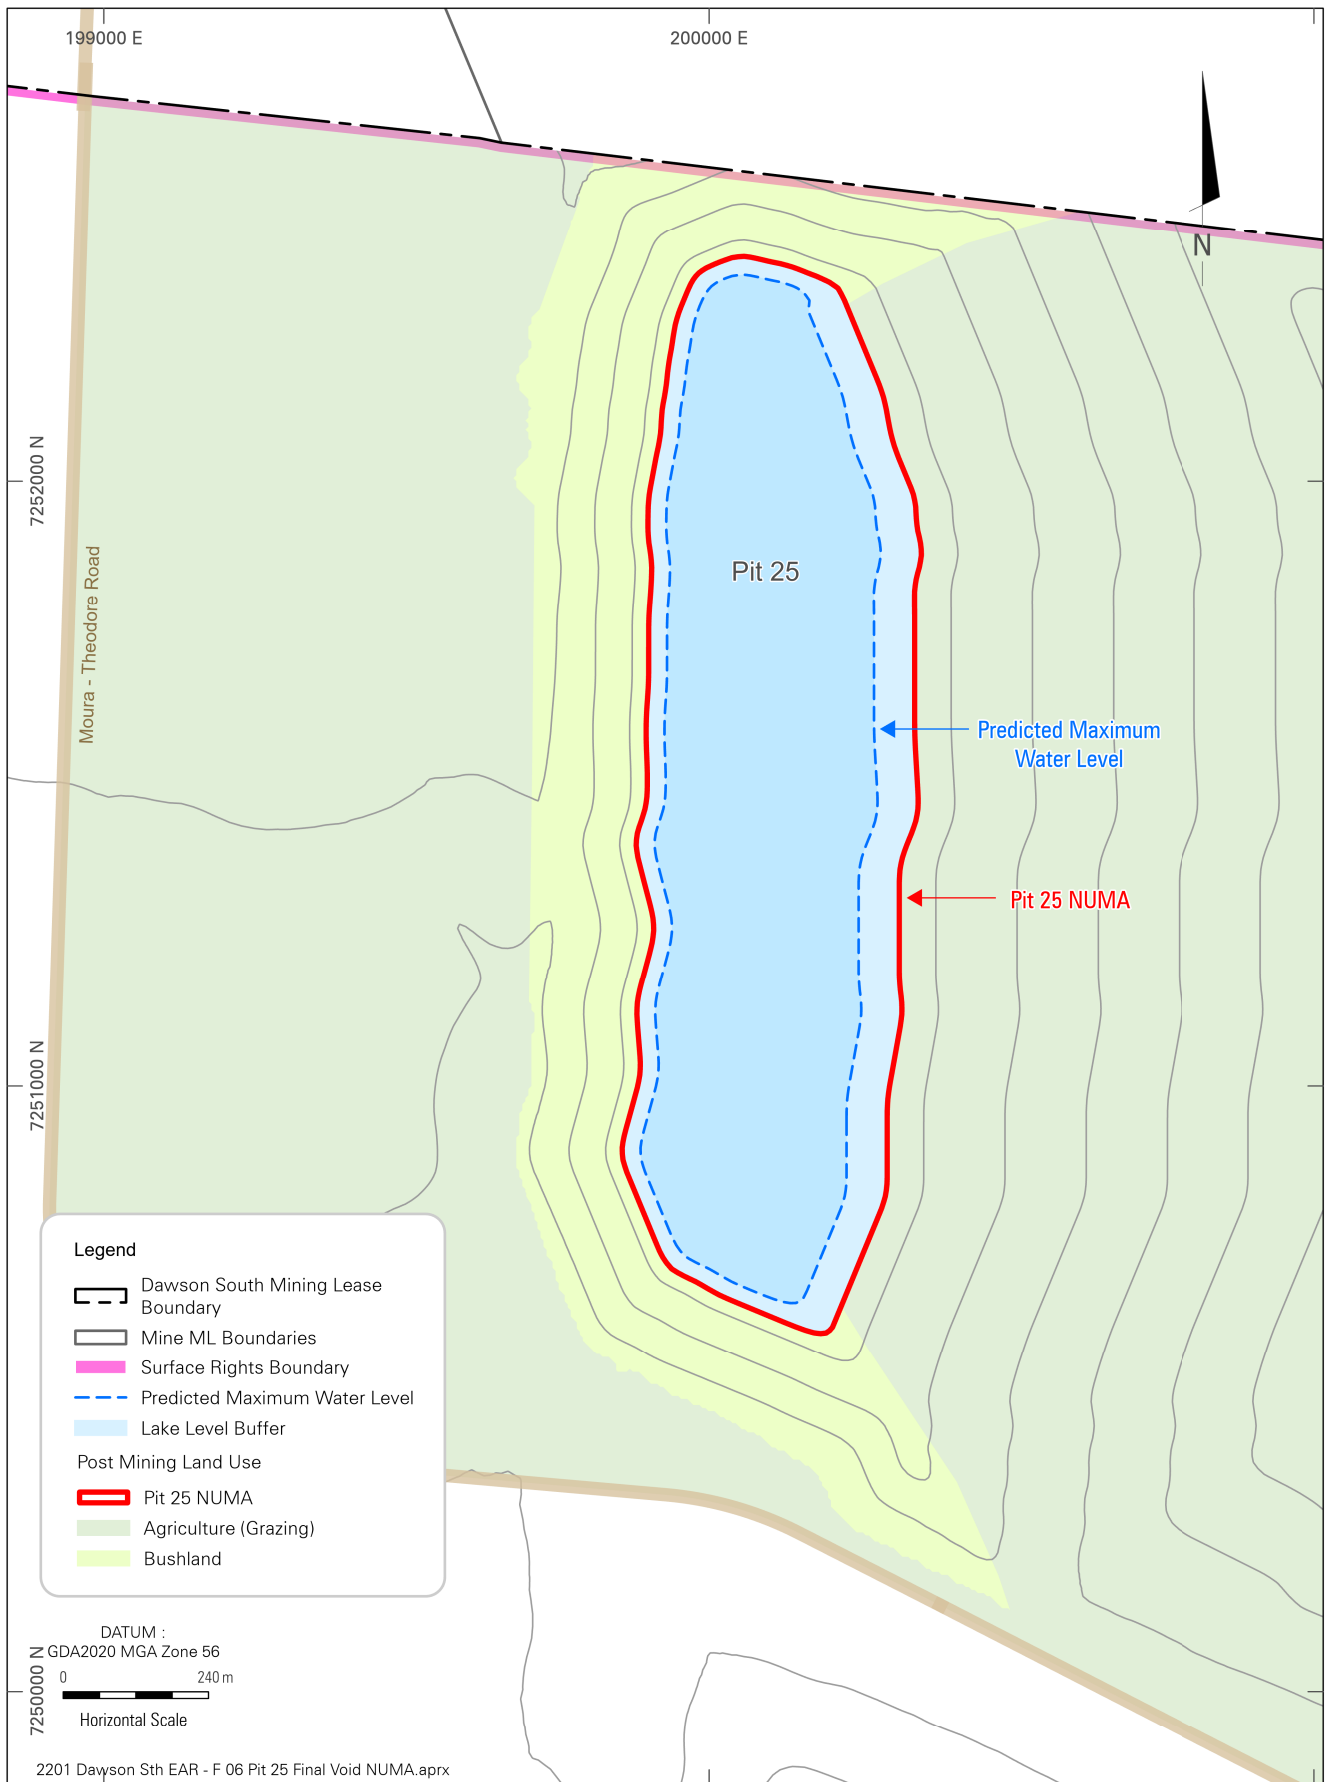 199000 E
200000 E
N
7252000 N
Moura - Theodore Road
Pit 25
Predicted Maximum
Water Level
Pit 25 NUMA
7251000 N
Legend
Dawson South Mining Lease
Boundary
Mine ML Boundaries
Surface Rights Boundary
Predicted Maximum Water Level
Lake Level Buffer
Post Mining Land Use
Pit 25 NUMA
Agriculture (Grazing)
Bushland
DATUM :
GDA2020 MGA Zone 56
0
240 m
Horizontal Scale
7250000 N
2201 Dawson Sth EAR - F 06 Pit 25 Final Void NUMA.aprx